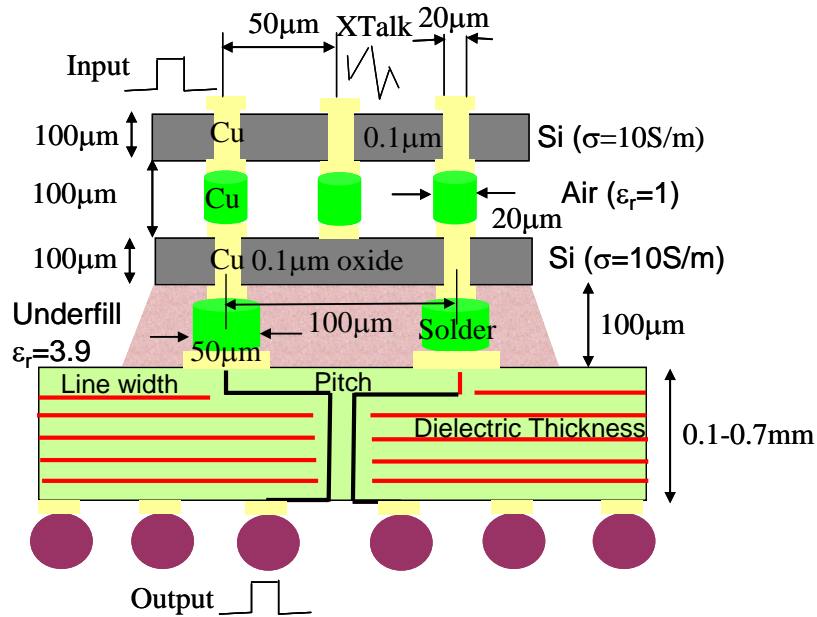 50μm
XTalk
20μm
Input
100μm
Cu
0.1μm
Si (σ=10S/m)
100μm
Cu
Air (εr=1)
20μm
100μm
Cu
0.1μm oxide
Si (σ=10S/m)
Underfill
εr=3.9
100μm
50μm
Solder
100μm
Line width
Pitch
Dielectric Thickness
0.1-0.7mm
Output